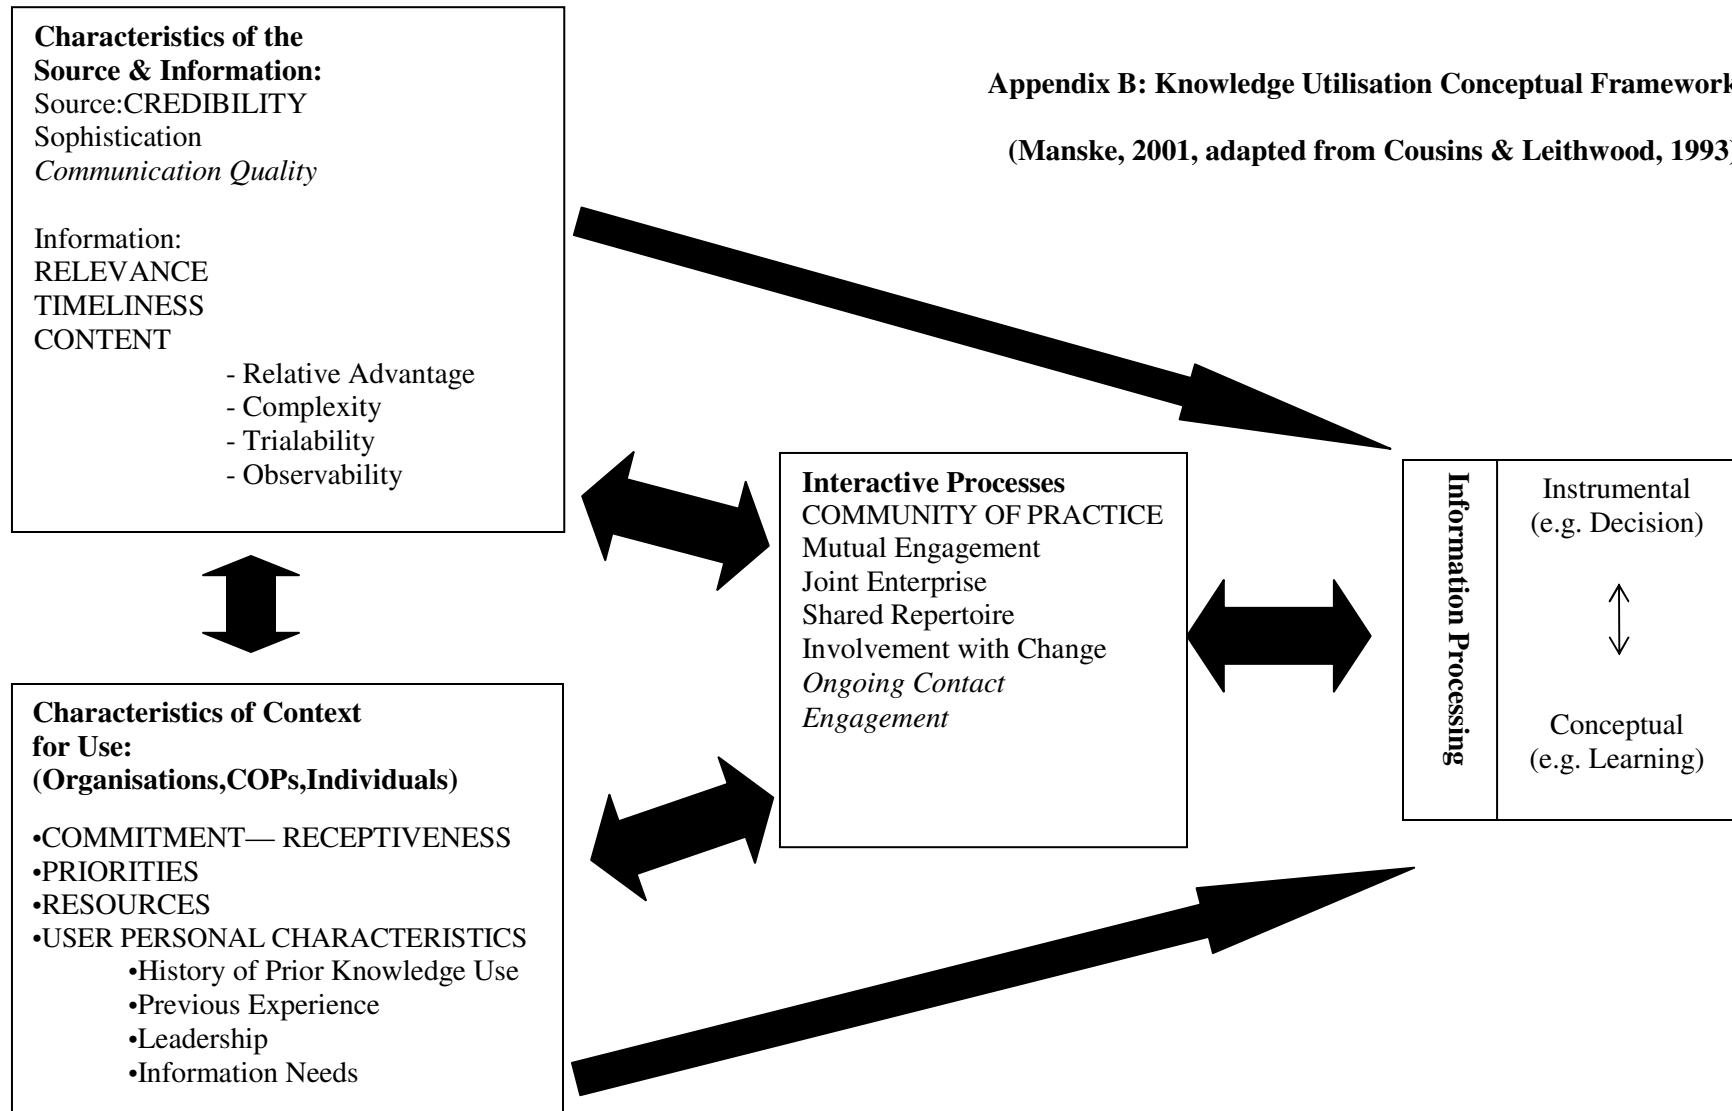 Characteristics of the
Source & Information:
Source:CREDIBILITY
Sophistication
Communication Quality
Information:
RELEVANCE
TIMELINESS
CONTENT
- Relative Advantage
- Complexity
- Trialability
- Observability
Appendix B: Knowledge Utilisation Conceptual Framework
(Manske, 2001, adapted from Cousins & Leithwood, 1993)
Interactive Processes
COMMUNITY OF PRACTICE
Mutual Engagement
Joint Enterprise
Shared Repertoire
Involvement with Change
Ongoing Contact
Engagement
Information Processing
Instrumental
(e.g. Decision)
Conceptual
(e.g. Learning)
Characteristics of Context
for Use:
(Organisations,COPs,Individuals)
•COMMITMENT— RECEPTIVENESS
•PRIORITIES
•RESOURCES
•USER PERSONAL CHARACTERISTICS
•History of Prior Knowledge Use
•Previous Experience
•Leadership
•Information Needs